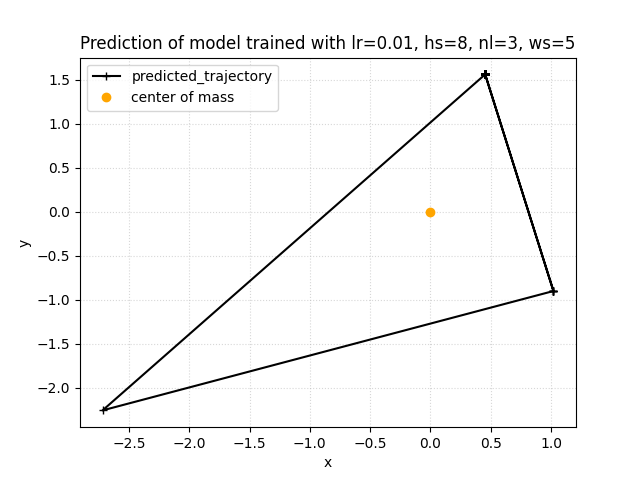 Prediction of model trained with lr=0.01, hs=8, nl=3, ws=5
predicted_trajectory
center of mass
1.5
1.0
0.5
0.0
−0.5
−1.0
−1.5
−2.0
y
−2.5 −2.0 −1.5 −1.0 −0.5 0.0 0.5 1.0
x